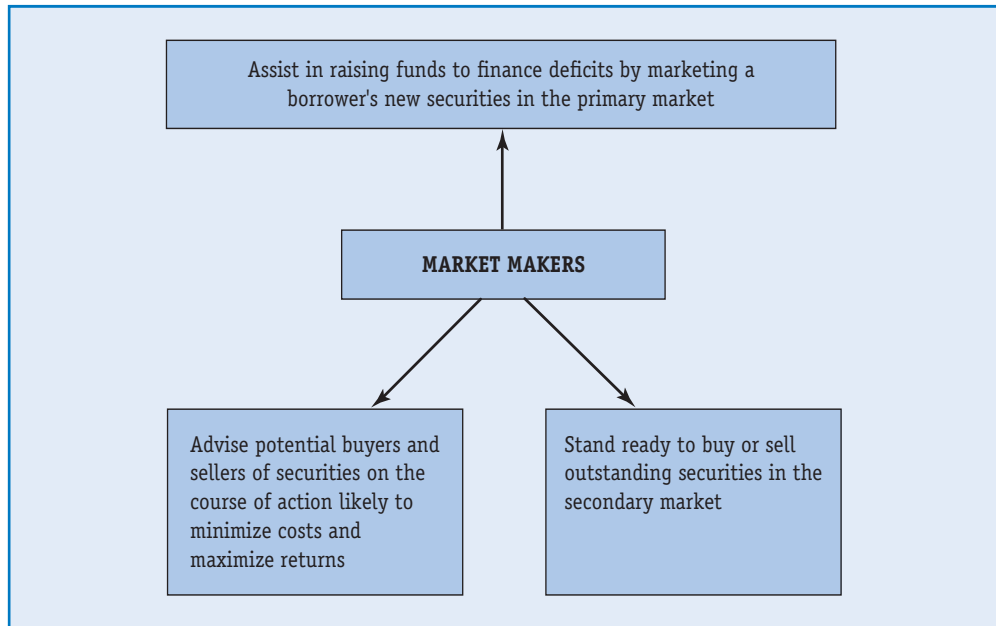 Assist in raising funds to finance deficits by marketing a
borrower's new securities in the primary market
MARKET MAKERS
Advise potential buyers and
sellers of securities on the
course of action likely to
minimize costs and
maximize returns
Stand ready to buy or sell
outstanding securities in the
secondary market